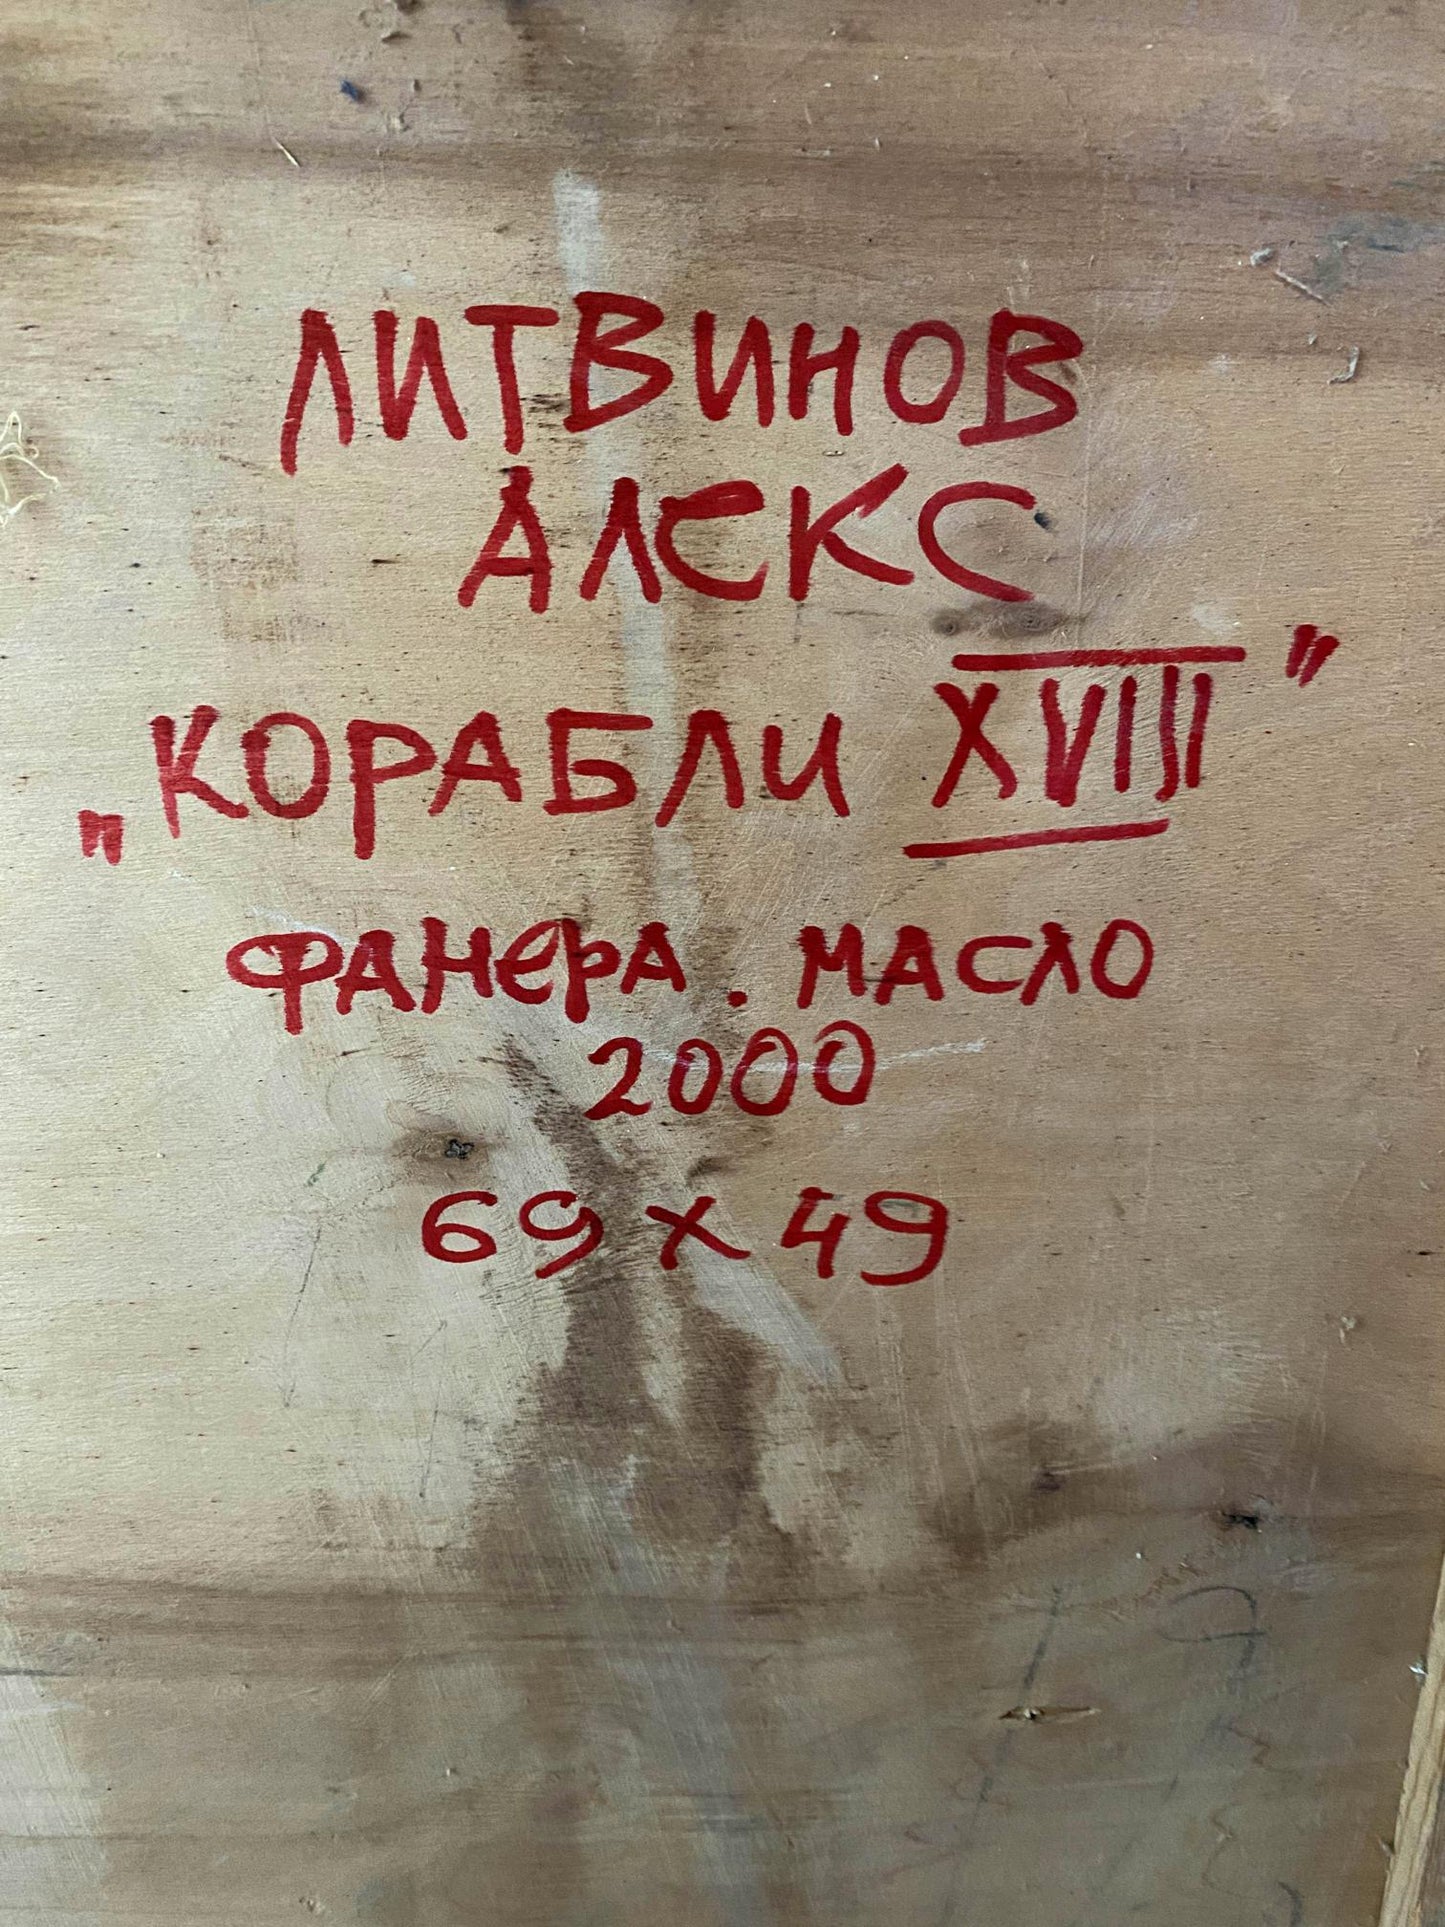 ЛИТВИНОВ
АЛЕКС
„КОРАБЛИ XVIII"
ФАНЕРА. МАСЛО
2000
69 x 49